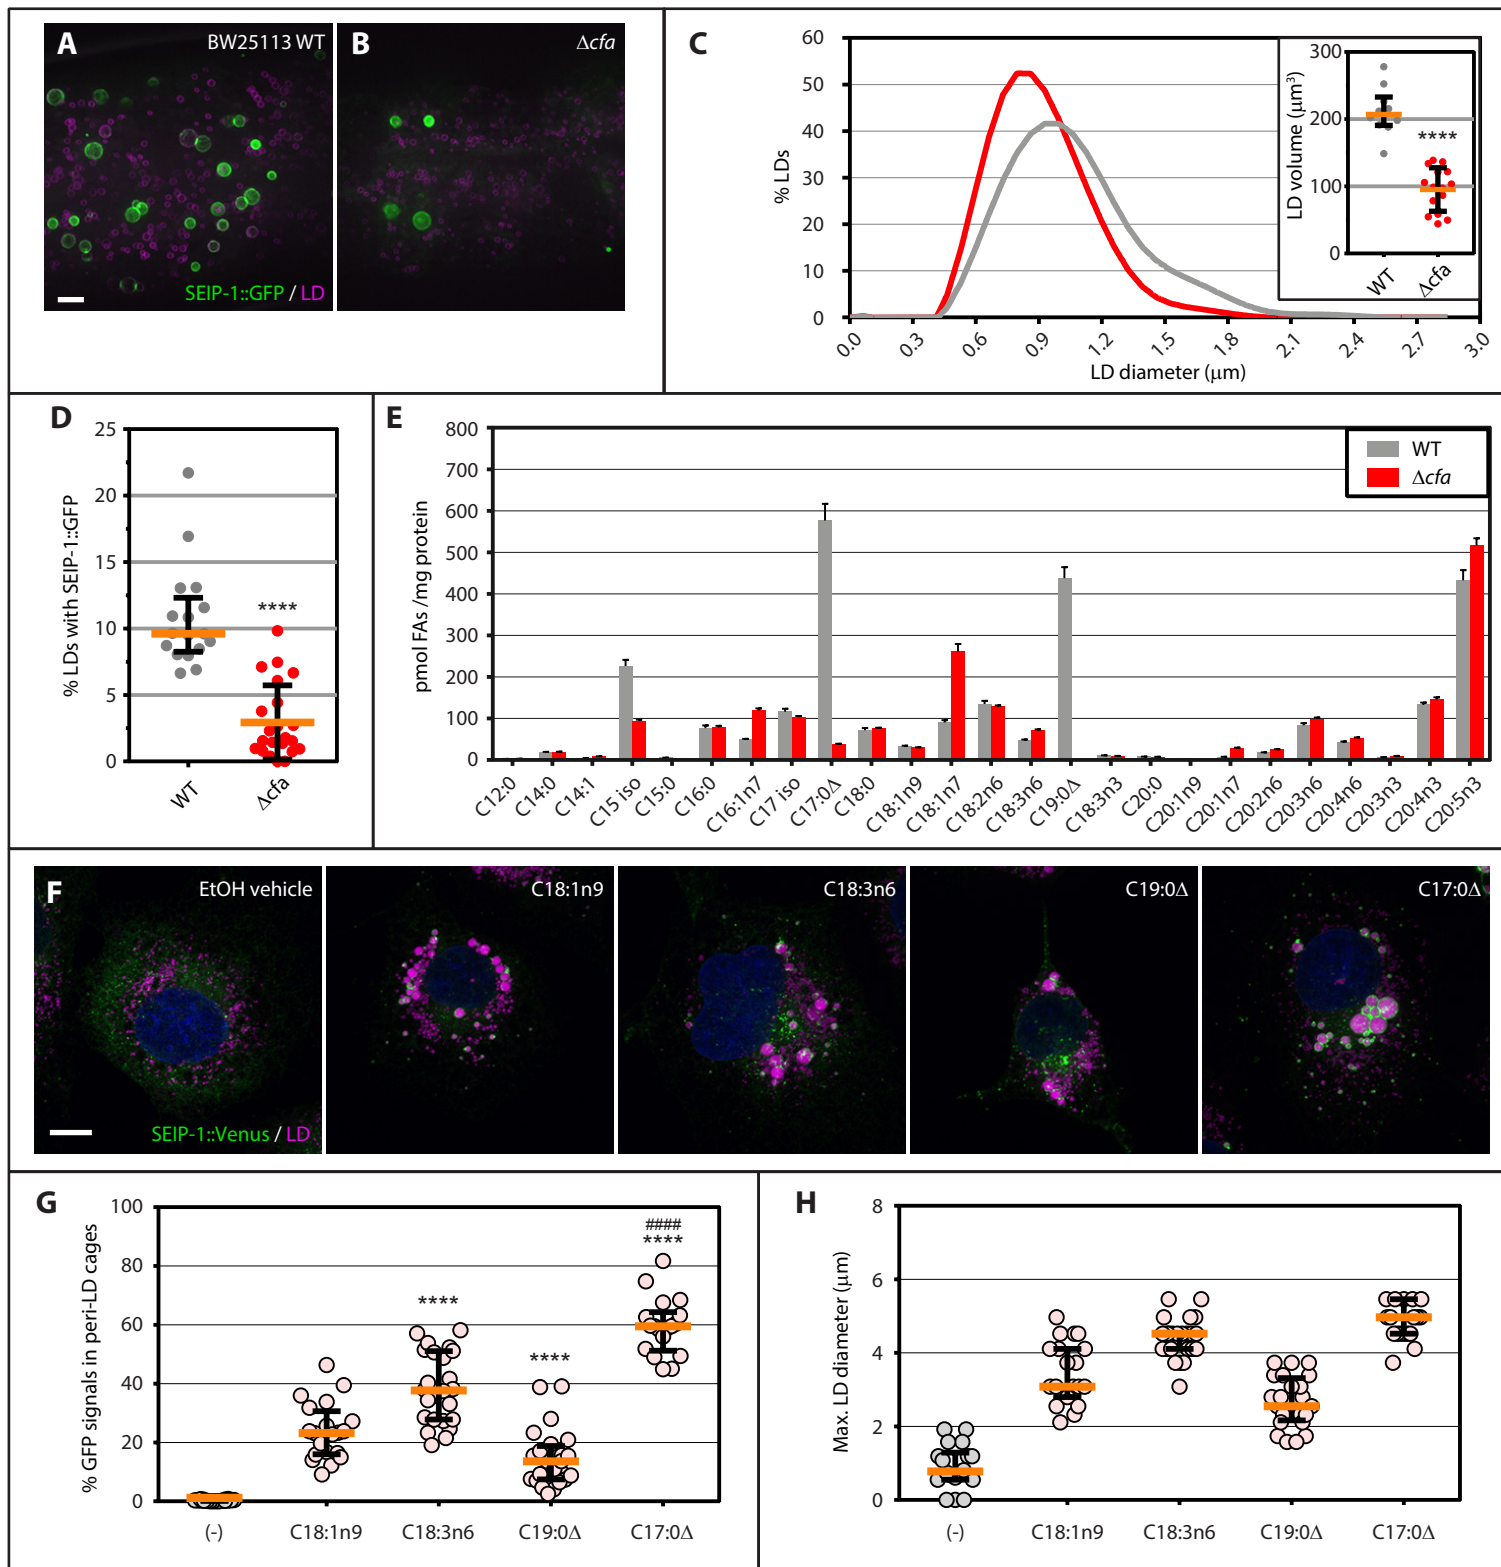 A
BW25113 WT
SEIP-1::GFP / LD
B
Δcfa
C
% LDs
60
50
40
30
20
10
0
0.0
0.3
0.6
0.9
1.2
1.5
1.8
2.1
2.4
2.7
3.0
LD diameter (μm)
LD volume (μm³)
300
200
100
0
****
WT
Δcfa
D
% LDs with SEIP-1::GFP
25
20
15
10
5
0
****
WT
Δcfa
E
pmol FAs /mg protein
800
700
600
500
400
300
200
100
0
WT
Δcfa
C12:0
C14:0
C14:1
C15 iso
C15:0
C16:0
C16:1n7
C17 iso
C17:0Δ
C18:0
C18:1n9
C18:1n7
C18:2n6
C18:3n6
C19:0Δ
C18:3n3
C20:0
C20:1n9
C20:1n7
C20:2n6
C20:3n6
C20:4n6
C20:3n3
C20:4n3
C20:5n3
F
EtOH vehicle
SEIP-1::Venus / LD
C18:1n9
C18:3n6
C19:0Δ
C17:0Δ
G
% GFP signals in peri-LD cages
100
80
60
40
20
0
****
****
####
****
(-)
C18:1n9
C18:3n6
C19:0Δ
C17:0Δ
H
Max. LD diameter (μm)
8
6
4
2
0
(-)
C18:1n9
C18:3n6
C19:0Δ
C17:0Δ